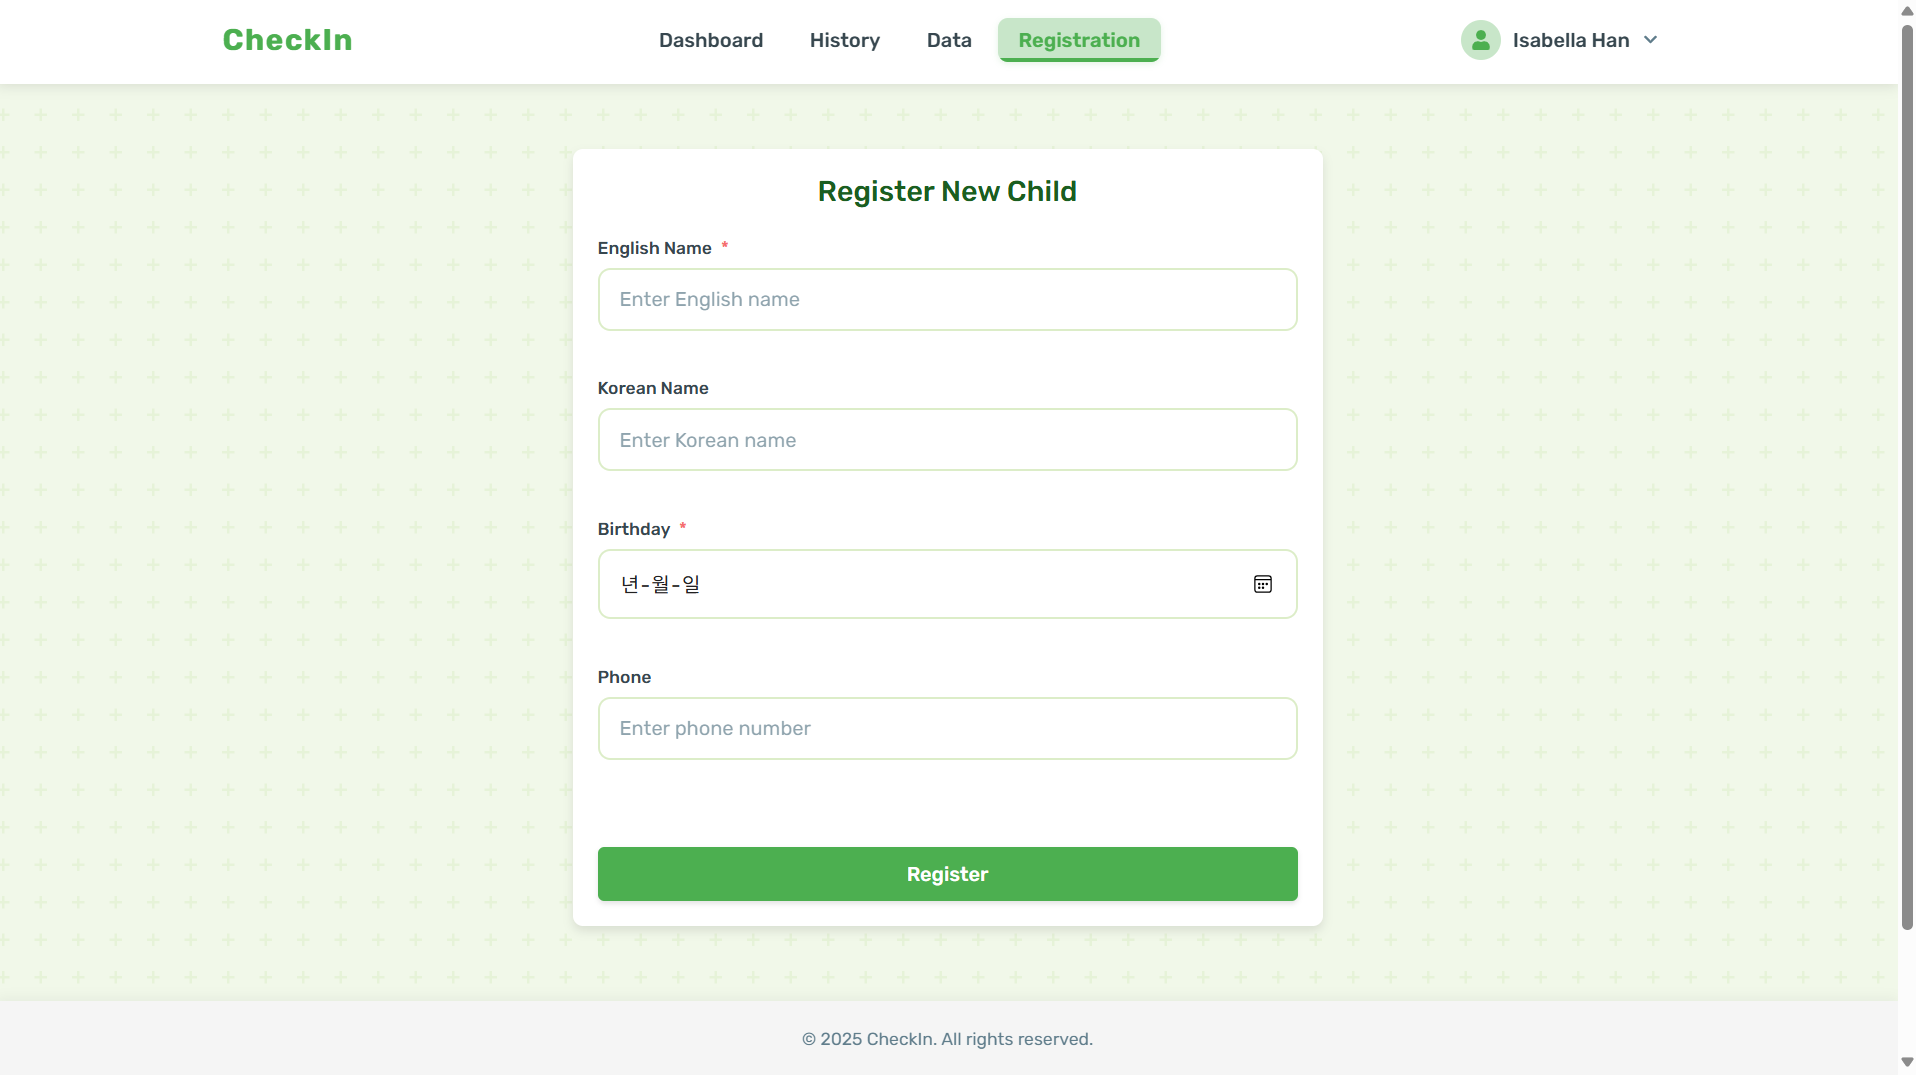 CheckIn
Dashboard History Data Registration
Isabella Han
Register New Child
English Name *
Enter English name
Korean Name
Enter Korean name
Birthday *
년-월-일
Phone
Enter phone number
Register
© 2025 CheckIn. All rights reserved.